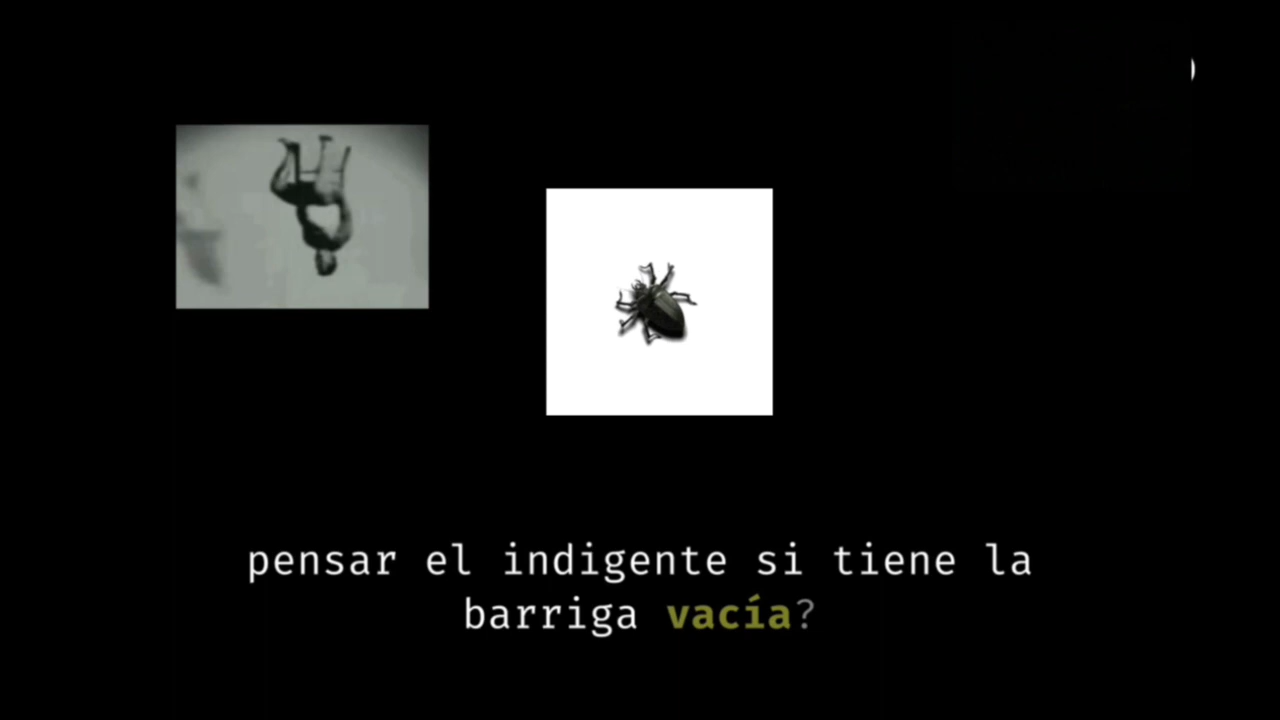 pensar el indigente si tiene la
barriga vacía?